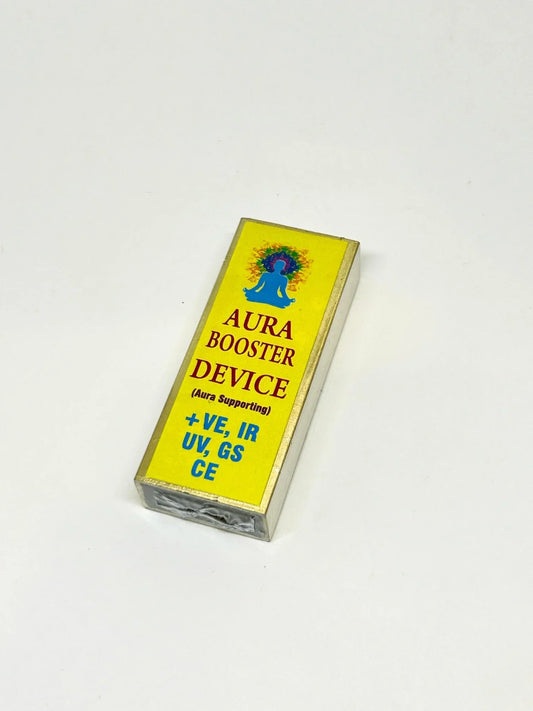 AURA
BOOSTER
DEVICE
(Aura Supporting)
+VE, IR
UV, GS
CE